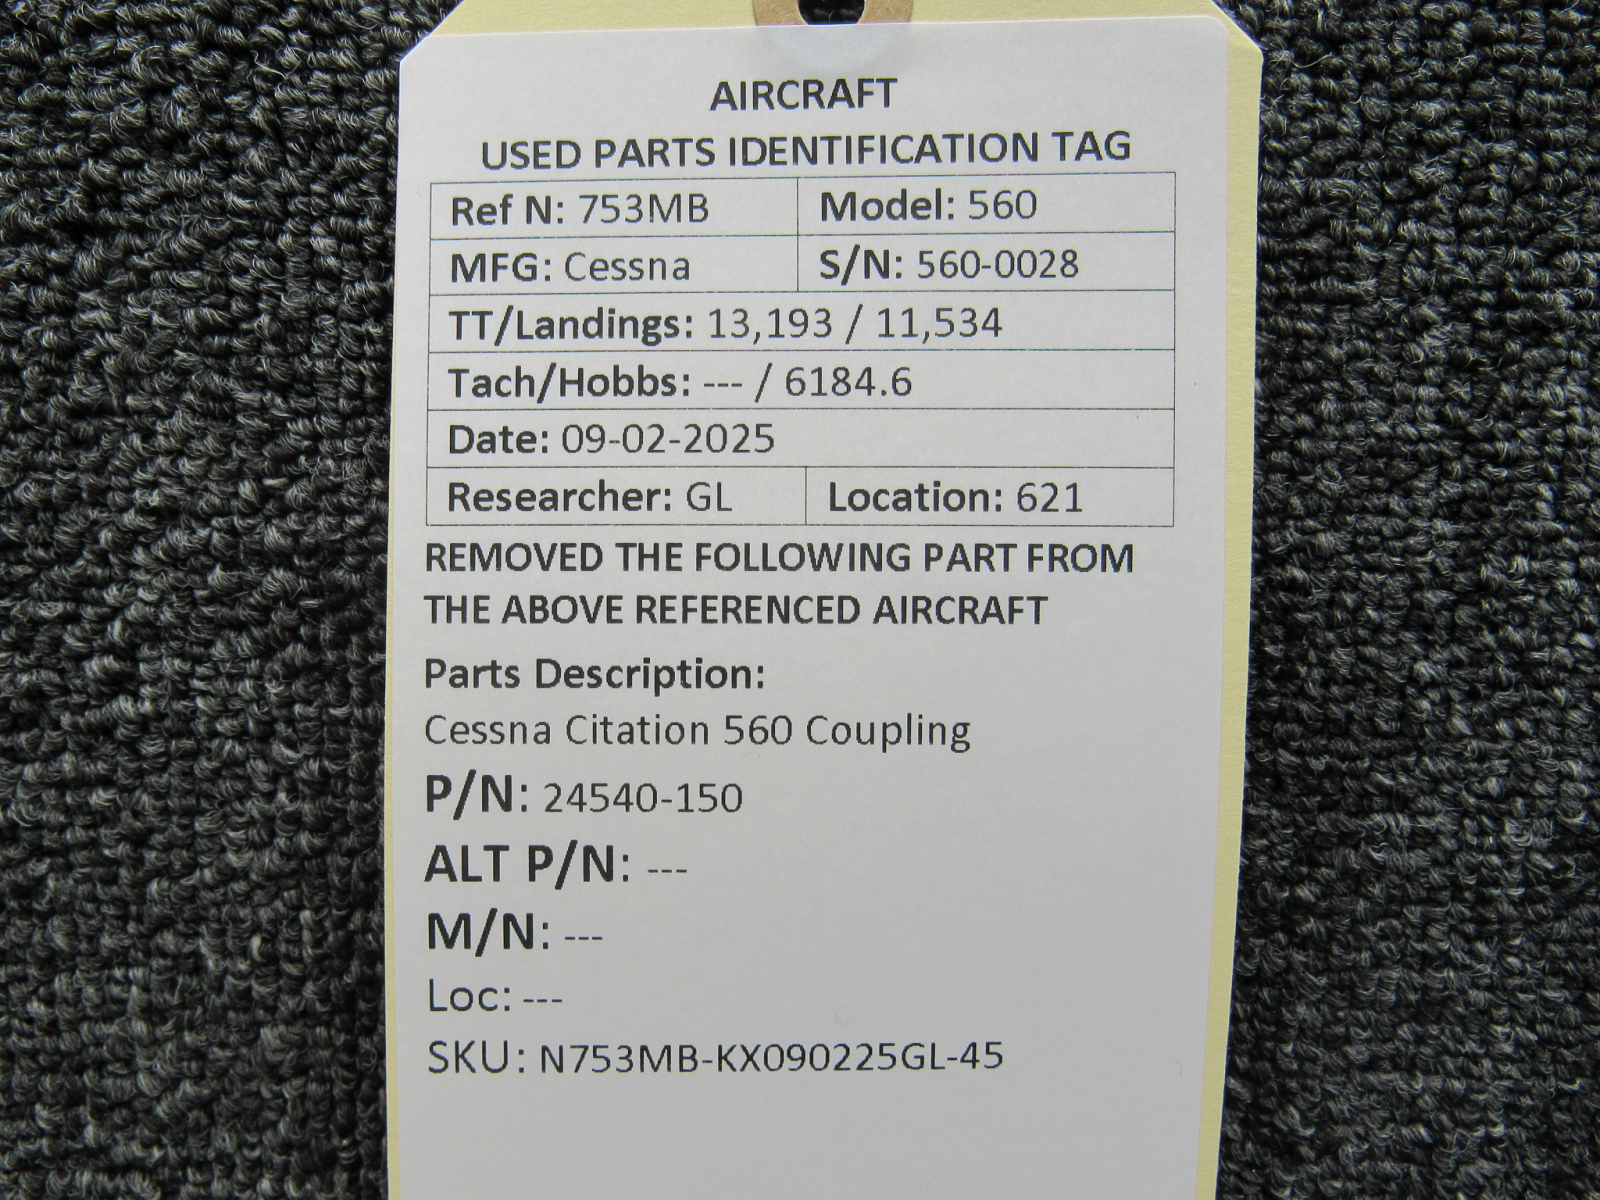 AIRCRAFT
USED PARTS IDENTIFICATION TAG
Ref N: 753MB Model: 560
MFG: Cessna S/N: 560-0028
TT/Landings: 13,193 / 11,534
Tach/Hobbs: --- / 6184.6
Date: 09-02-2025
Researcher: GL Location: 621
REMOVED THE FOLLOWING PART FROM
THE ABOVE REFERENCED AIRCRAFT
Parts Description:
Cessna Citation 560 Coupling
P/N: 24540-150
ALT P/N: ---
M/N: ---
Loc: ---
SKU: N753MB-KX090225GL-45